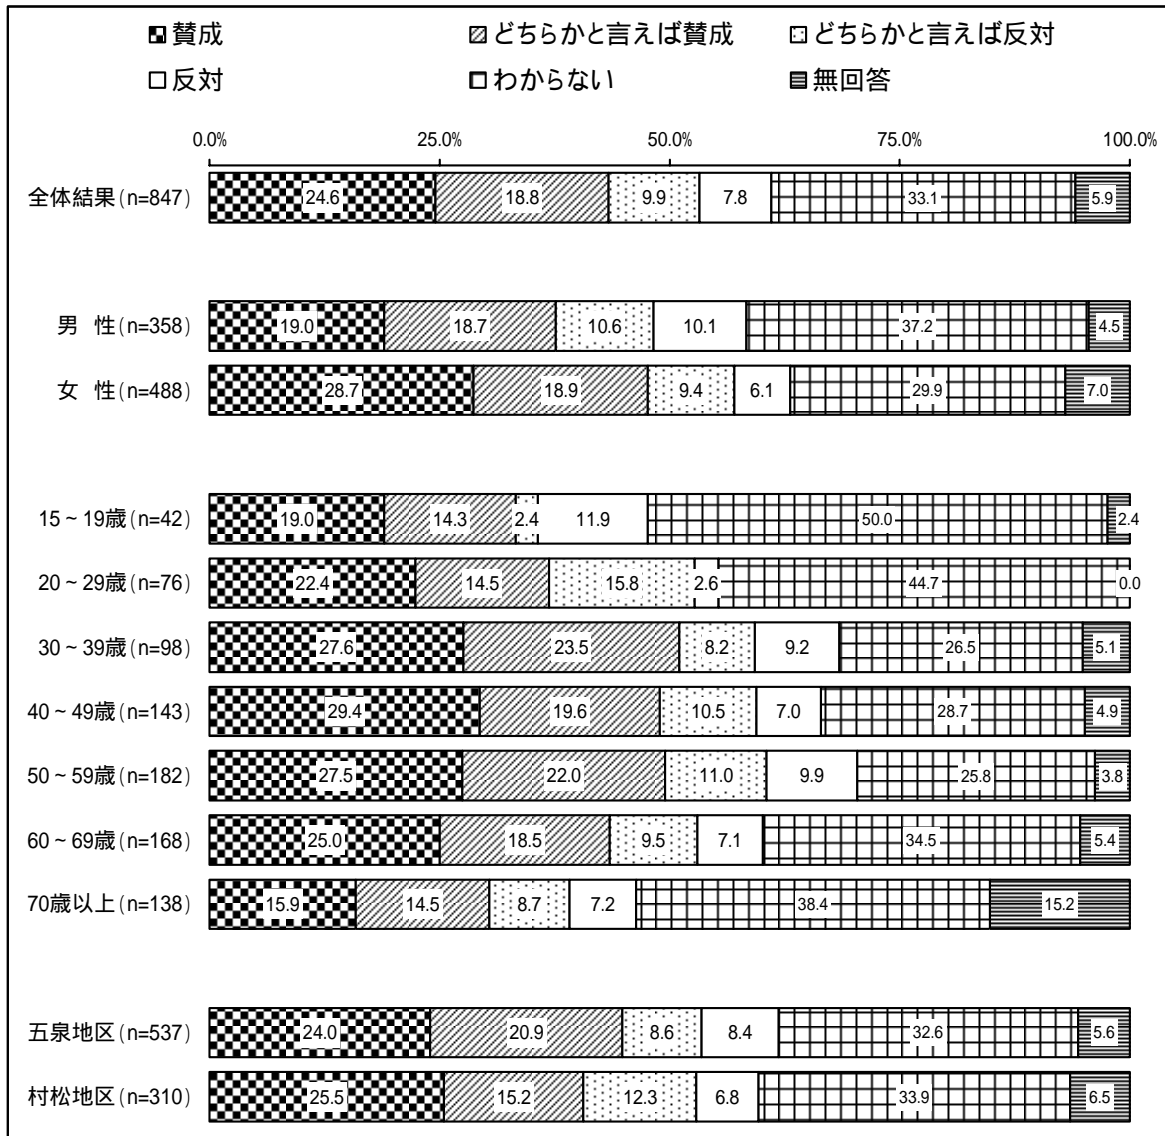 賛成 どちらかと言えば賛成 どちらかと言えば反対
反対 わからない 無回答
0.0% 25.0% 50.0% 75.0% 100.0%
全体結果(n=847) 24.6 18.8 9.9 7.8 33.1 5.9
男 性(n=358) 19.0 18.7 10.6 10.1 37.2 4.5
女 性(n=488) 28.7 18.9 9.4 6.1 29.9 7.0
15~19歳(n=42) 19.0 14.3 2.4 11.9 50.0 2.4
20~29歳(n=76) 22.4 14.5 15.8 2.6 44.7 0.0
30~39歳(n=98) 27.6 23.5 8.2 9.2 26.5 5.1
40~49歳(n=143) 29.4 19.6 10.5 7.0 28.7 4.9
50~59歳(n=182) 27.5 22.0 11.0 9.9 25.8 3.8
60~69歳(n=168) 25.0 18.5 9.5 7.1 34.5 5.4
70歳以上(n=138) 15.9 14.5 8.7 7.2 38.4 15.2
五泉地区(n=537) 24.0 20.9 8.6 8.4 32.6 5.6
村松地区(n=310) 25.5 15.2 12.3 6.8 33.9 6.5